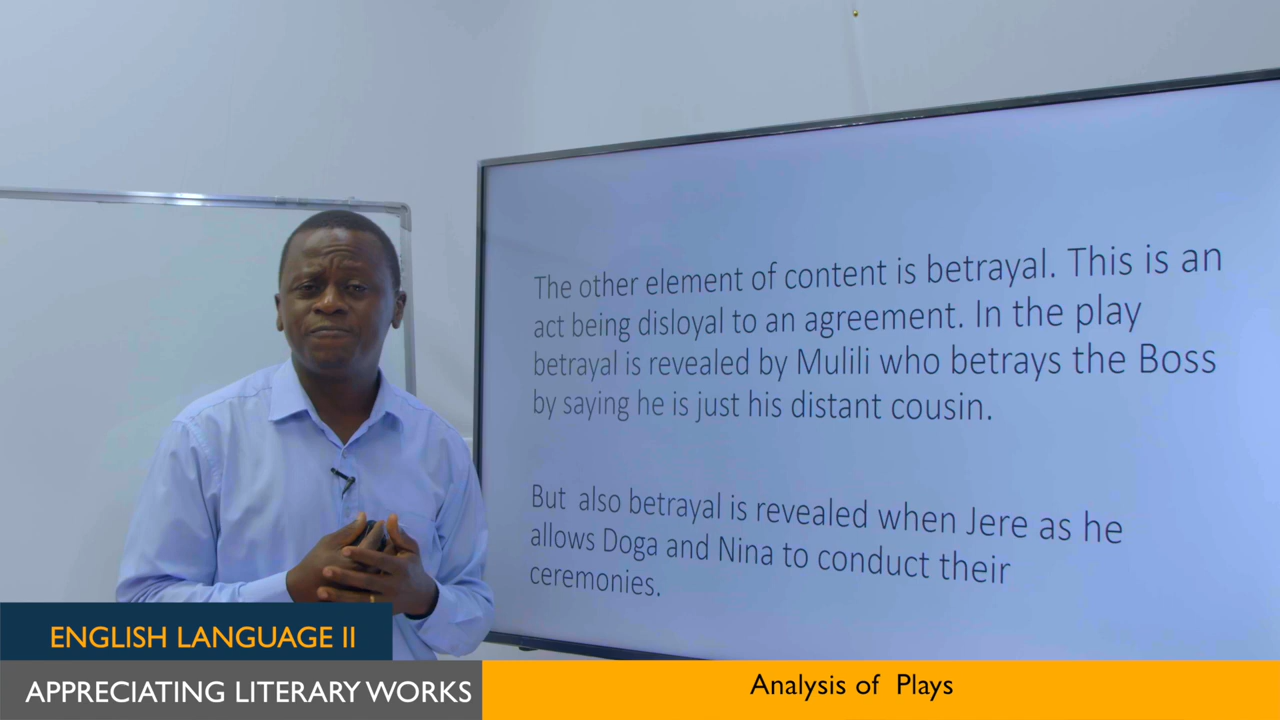 The other element of content is betrayal. This is an
act being disloyal to an agreement. In the play
betrayal is revealed by Mulili who betrays the Boss
by saying he is just his distant cousin.
But also betrayal is revealed when Jere as he
allows Doga and Nina to conduct their
ceremonies.
ENGLISH LANGUAGE II
APPRECIATING LITERARY WORKS
Analysis of Plays